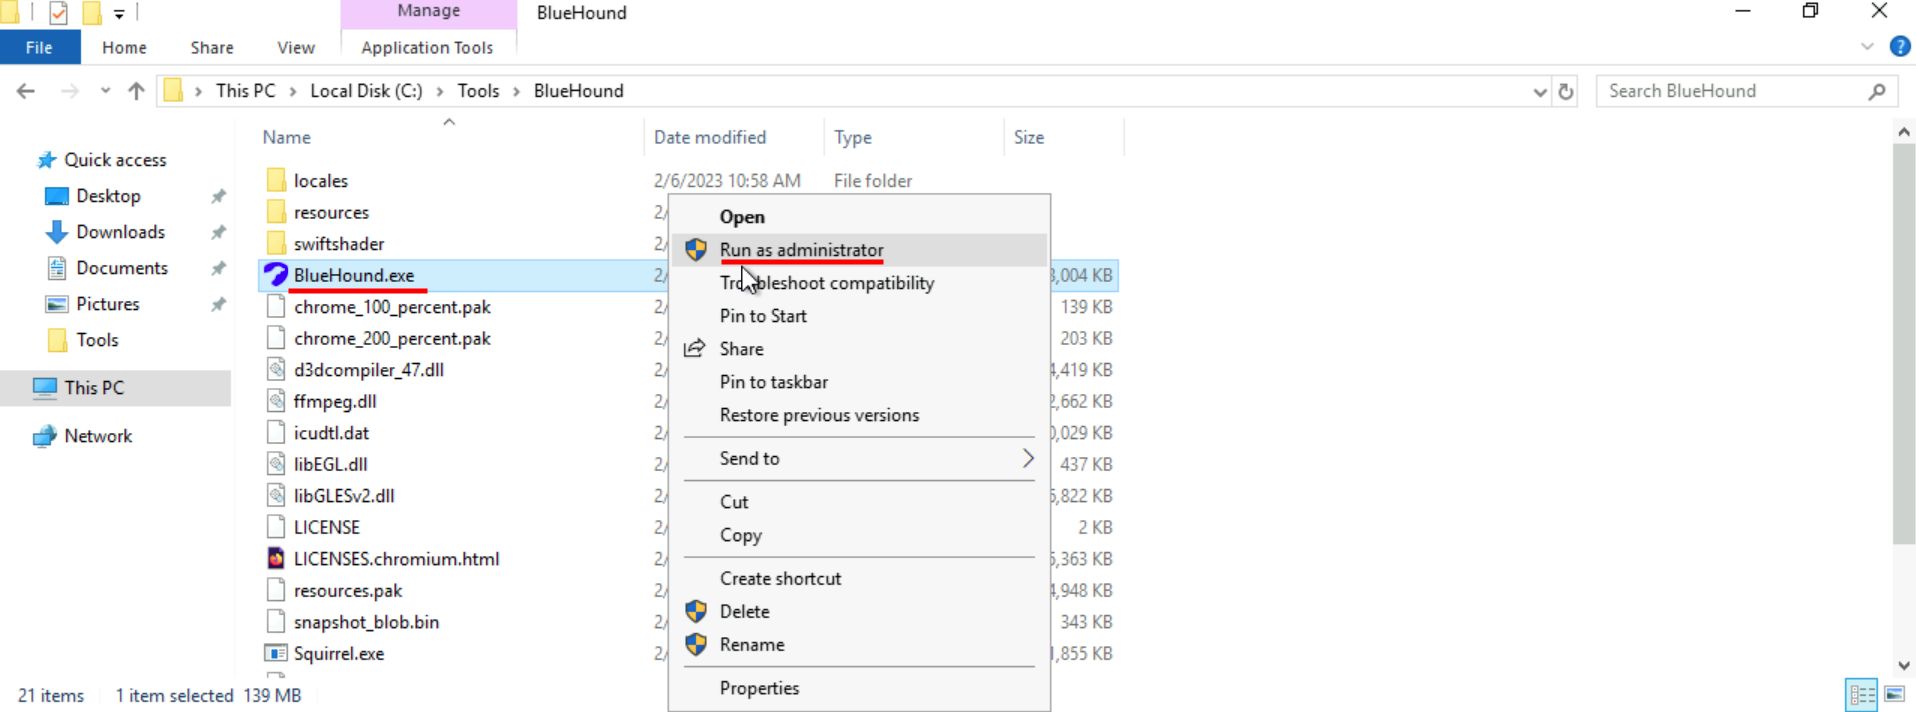 Manage
BlueHound
File
Home
Share
View
Application Tools
This PC
Local Disk (C:)
Tools
BlueHound
Search BlueHound
Name
Date modified
Type
Size
Quick access
Desktop
Downloads
Documents
Pictures
Tools
This PC
Network
locales 2/6/2023 10:58 AM File folder
resources 2/
swiftshader 2/
BlueHound.exe 2/ ,004 KB
chrome_100_percent.pak 139 KB
chrome_200_percent.pak 203 KB
d3dcompiler_47.dll 2/ ,419 KB
ffmpeg.dll 2/ ,662 KB
icudtl.dat 2/ ,029 KB
libEGL.dll 2/ 437 KB
libGLESv2.dll 2/ ,822 KB
LICENSE 2/ 2 KB
LICENSES.chromium.html 2/ ,363 KB
resources.pak 2/ ,948 KB
snapshot_blob.bin 2/ 343 KB
Squirrel.exe 2/ ,855 KB
Open
Run as administrator
Troubleshoot compatibility
Pin to Start
Share
Pin to taskbar
Restore previous versions
Send to
Cut
Copy
Create shortcut
Delete
Rename
Properties
21 items
1 item selected 139 MB